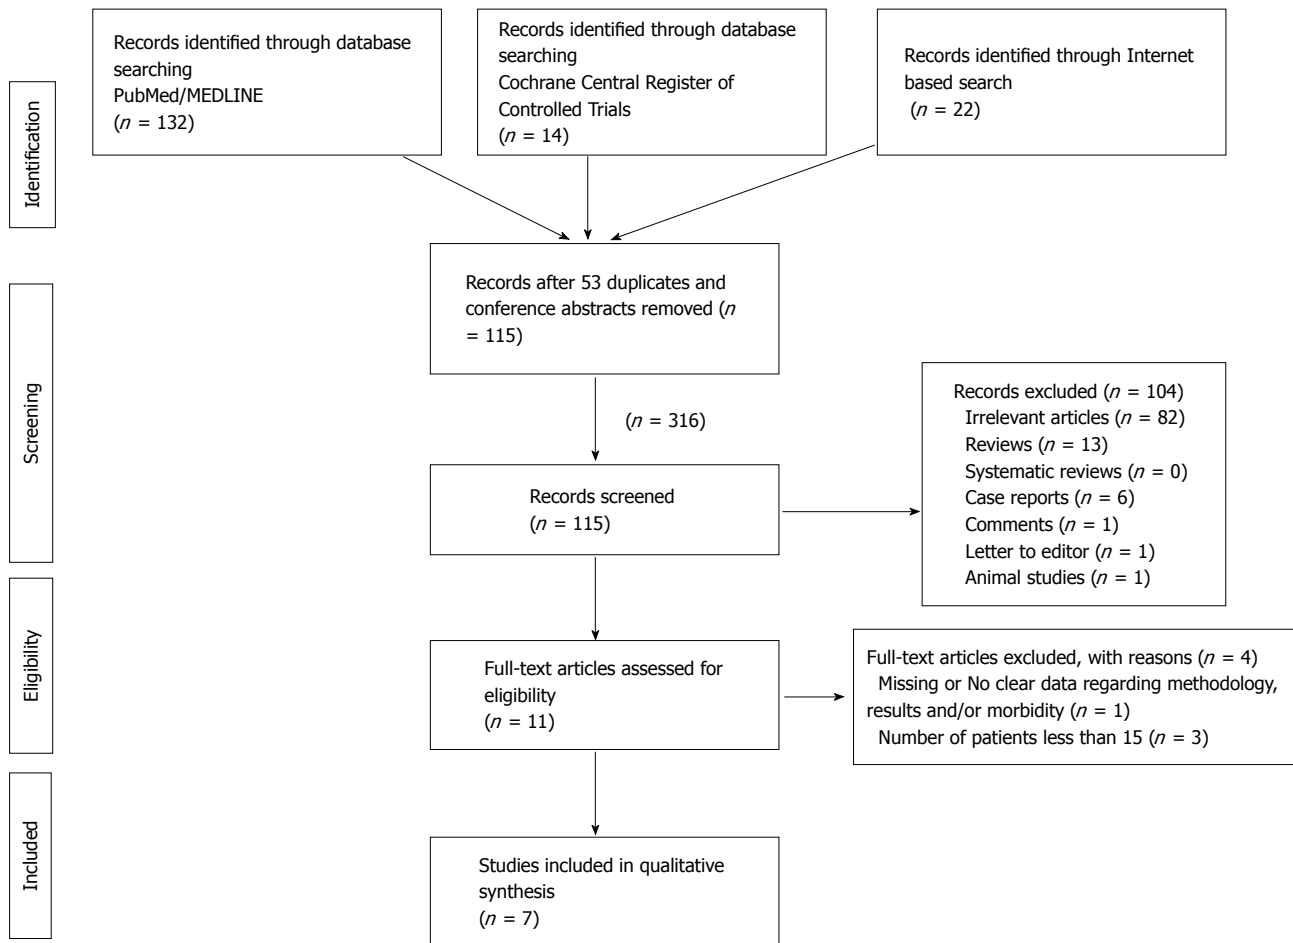 Identification
Records identified through database
searching
PubMed/MEDLINE
(n = 132)
Records identified through database
searching
Cochrane Central Register of
Controlled Trials
(n = 14)
Records identified through Internet
based search
(n = 22)
Screening
Records after 53 duplicates and
conference abstracts removed (n
= 115)
(n = 316)
Records screened
(n = 115)
Records excluded (n = 104)
Irrelevant articles (n = 82)
Reviews (n = 13)
Systematic reviews (n = 0)
Case reports (n = 6)
Comments (n = 1)
Letter to editor (n = 1)
Animal studies (n = 1)
Eligibility
Full-text articles assessed for
eligibility
(n = 11)
Full-text articles excluded, with reasons (n = 4)
Missing or No clear data regarding methodology,
results and/or morbidity (n = 1)
Number of patients less than 15 (n = 3)
Included
Studies included in qualitative
synthesis
(n = 7)